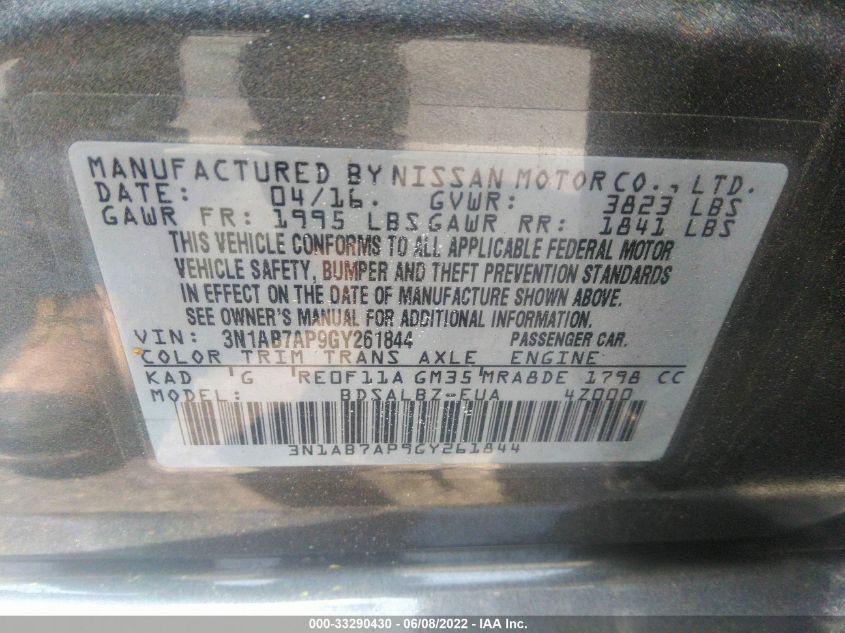 MANUFACTURED BY NISSAN MOTOR CO., LTD.
DATE: 04/16. GVWR: 3823 LBS
GAWR FR: 1995 LBS GAWR RR: 1841 LBS
THIS VEHICLE CONFORMS TO ALL APPLICABLE FEDERAL MOTOR
VEHICLE SAFETY, BUMPER AND THEFT PREVENTION STANDARDS
IN EFFECT ON THE DATE OF MANUFACTURE SHOWN ABOVE.
SEE OWNER'S MANUAL FOR ADDITIONAL INFORMATION.
VIN: 3N1AB7AP9GY261844 PASSENGER CAR.
COLOR TRIM TRANS AXLE ENGINE
KAD G RE0F11A GM35 MRA8DE 1798 CC
MODEL: BDSALBZ-EUA 4Z000
3N1AB7AP9GY261844
000-33290430 - 06/08/2022 - IAA Inc.